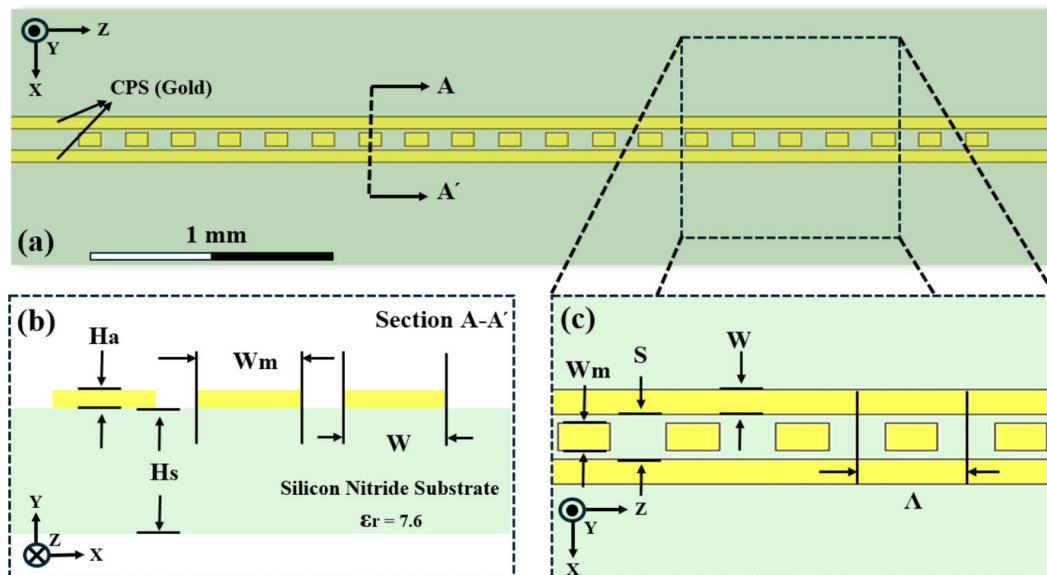 Z
Y
X
CPS (Gold)
A
A´
(a)
1 mm
(b)
Section A-A´
Ha
Wm
W
Hs
Silicon Nitride Substrate
εr = 7.6
Y
Z
X
(c)
W
S
Wm
Λ
Z
Y
X